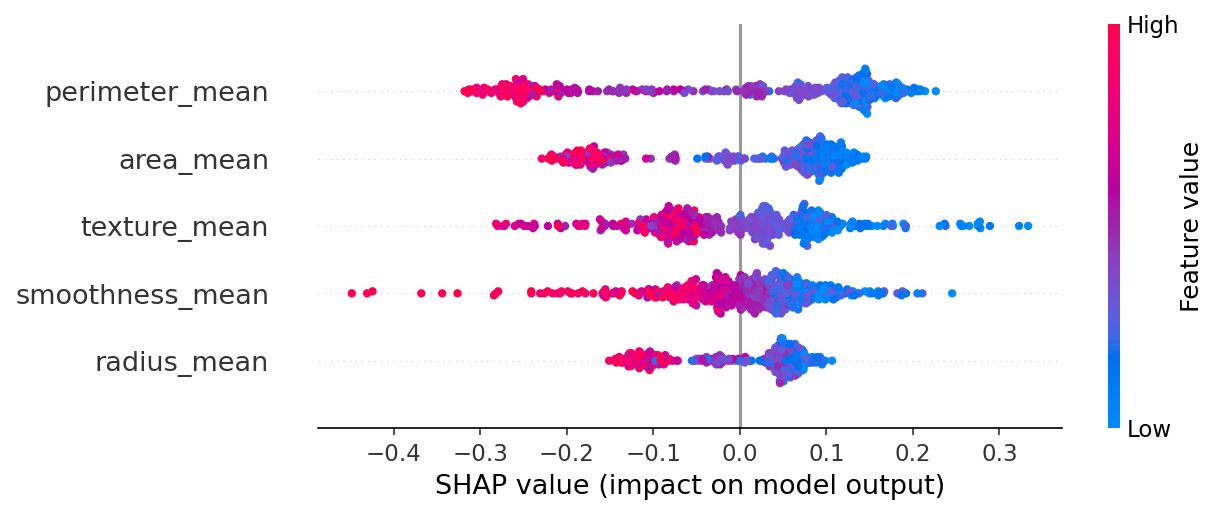 High
perimeter_mean
area_mean
texture_mean
smoothness_mean
radius_mean
Feature value
Low
−0.4 −0.3 −0.2 −0.1 0.0 0.1 0.2 0.3
SHAP value (impact on model output)